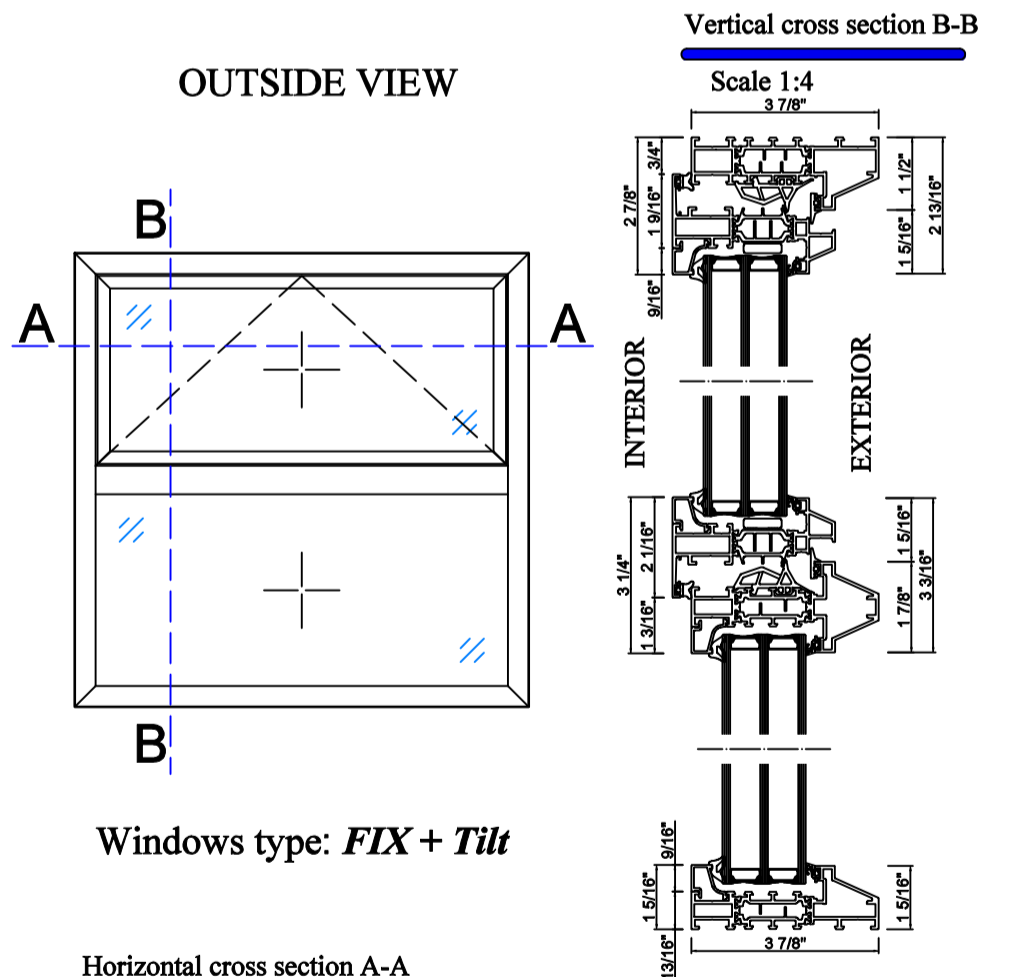 Vertical cross section B-B
OUTSIDE VIEW
Scale 1:4
3 7/8"
3/4"
1 9/16"
2 7/8"
9/16"
1 1/2"
1 5/16"
2 13/16"
B
A
A
INTERIOR
EXTERIOR
2 1/16"
3 1/4"
1 3/16"
1 5/16"
1 7/8"
3 3/16"
B
Windows type: FIX + Tilt
9/16"
1 5/16"
13/16"
1 5/16"
3 7/8"
Horizontal cross section A-A